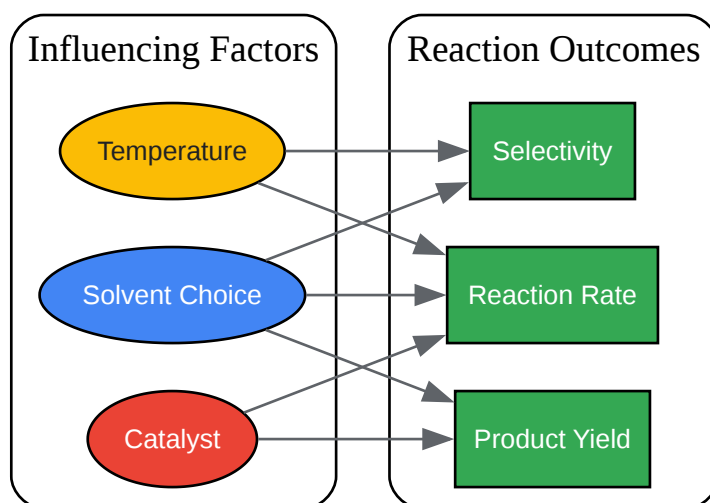 Influencing Factors
Reaction Outcomes
Temperature
Selectivity
Solvent Choice
Reaction Rate
Catalyst
Product Yield